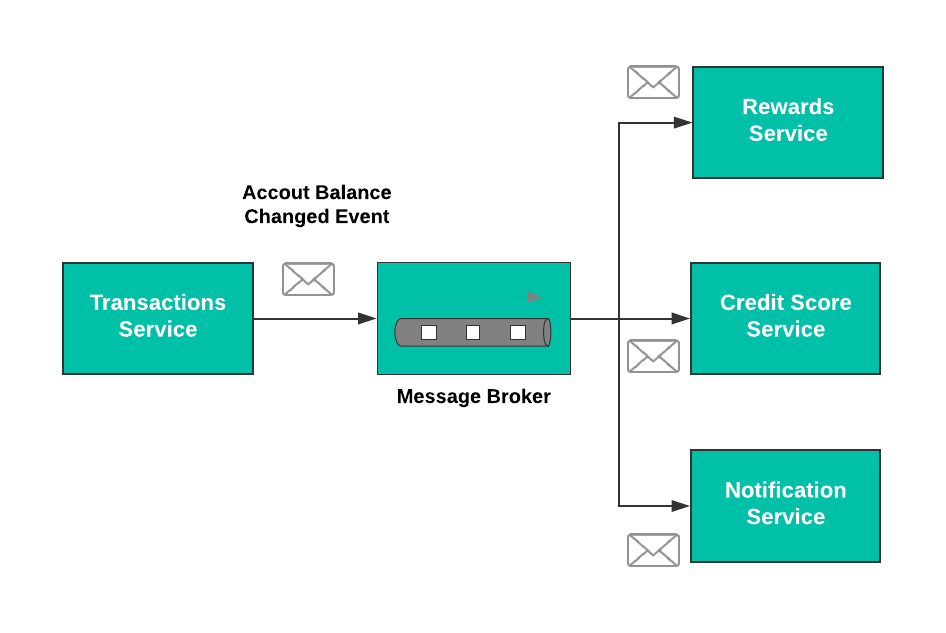 Rewards
Service
Accout Balance
Changed Event
Transactions
Service
Credit Score
Service
Message Broker
Notification
Service